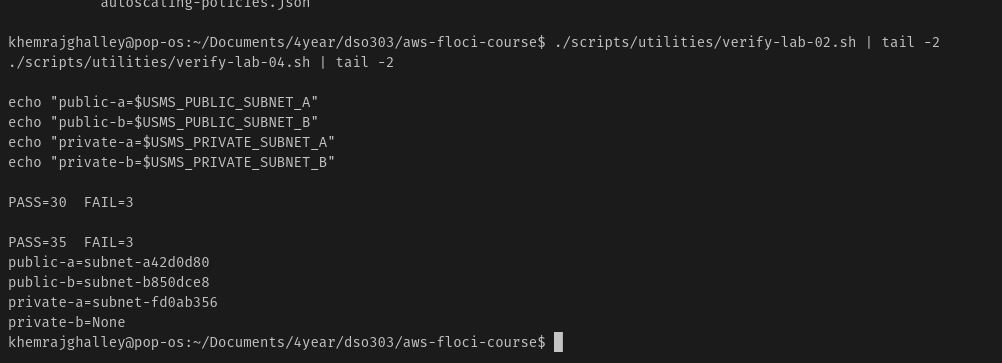 autoscaling-policies.json
khemrajghalley@pop-os:~/Documents/4year/dso303/aws-floci-course$ ./scripts/utilities/verify-lab-02.sh | tail -2
./scripts/utilities/verify-lab-04.sh | tail -2
echo "public-a=$USMS_PUBLIC_SUBNET_A"
echo "public-b=$USMS_PUBLIC_SUBNET_B"
echo "private-a=$USMS_PRIVATE_SUBNET_A"
echo "private-b=$USMS_PRIVATE_SUBNET_B"
PASS=30  FAIL=3
PASS=35  FAIL=3
public-a=subnet-a42d0d80
public-b=subnet-b850dce8
private-a=subnet-fd0ab356
private-b=None
khemrajghalley@pop-os:~/Documents/4year/dso303/aws-floci-course$